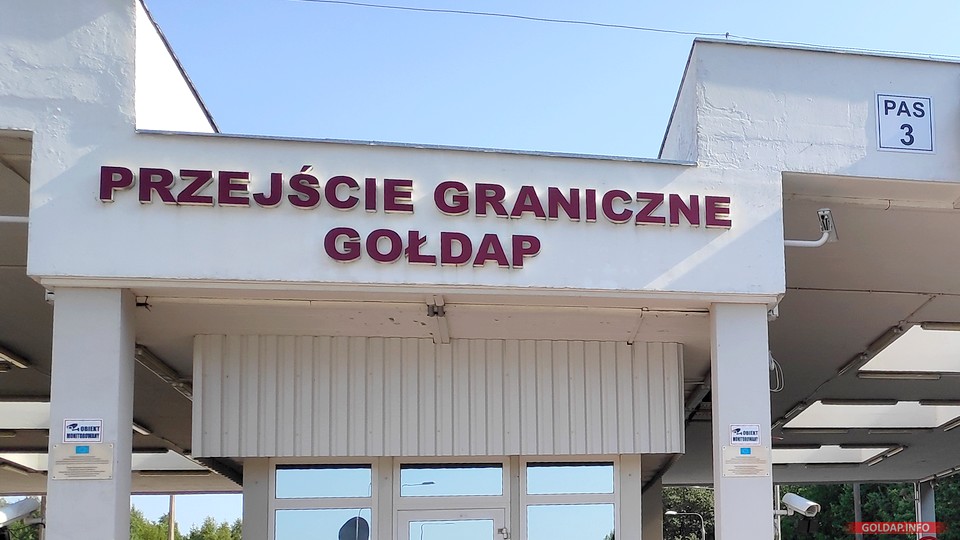 PRZEJŚCIE GRANICZNE
GOŁDAP
PAS
3
OBIEKT
MONITOROWANY
OBIEKT
MONITOROWANY
GOLDAP.INFO